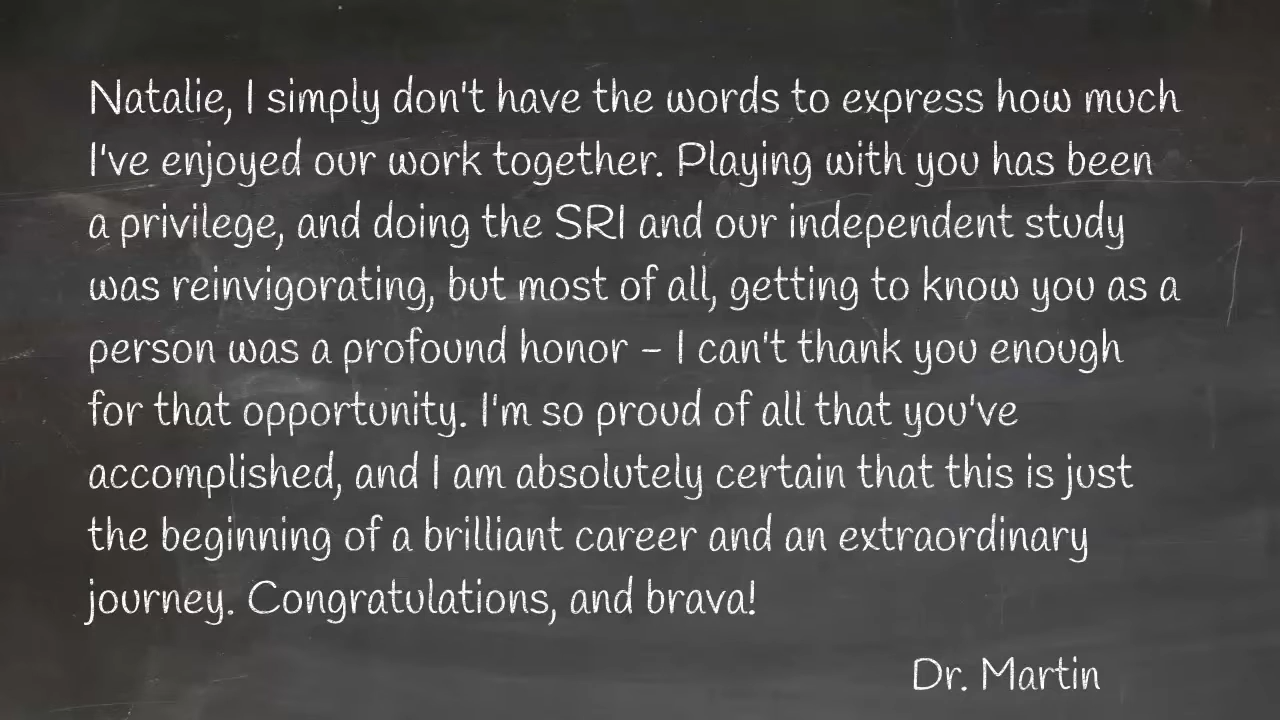 Natalie, I simply don't have the words to express how much
I've enjoyed our work together. Playing with you has been
a privilege, and doing the SRI and our independent study
was reinvigorating, but most of all, getting to know you as a
person was a profound honor – I can't thank you enough
for that opportunity. I'm so proud of all that you've
accomplished, and I am absolutely certain that this is just
the beginning of a brilliant career and an extraordinary
journey. Congratulations, and brava!
Dr. Martin